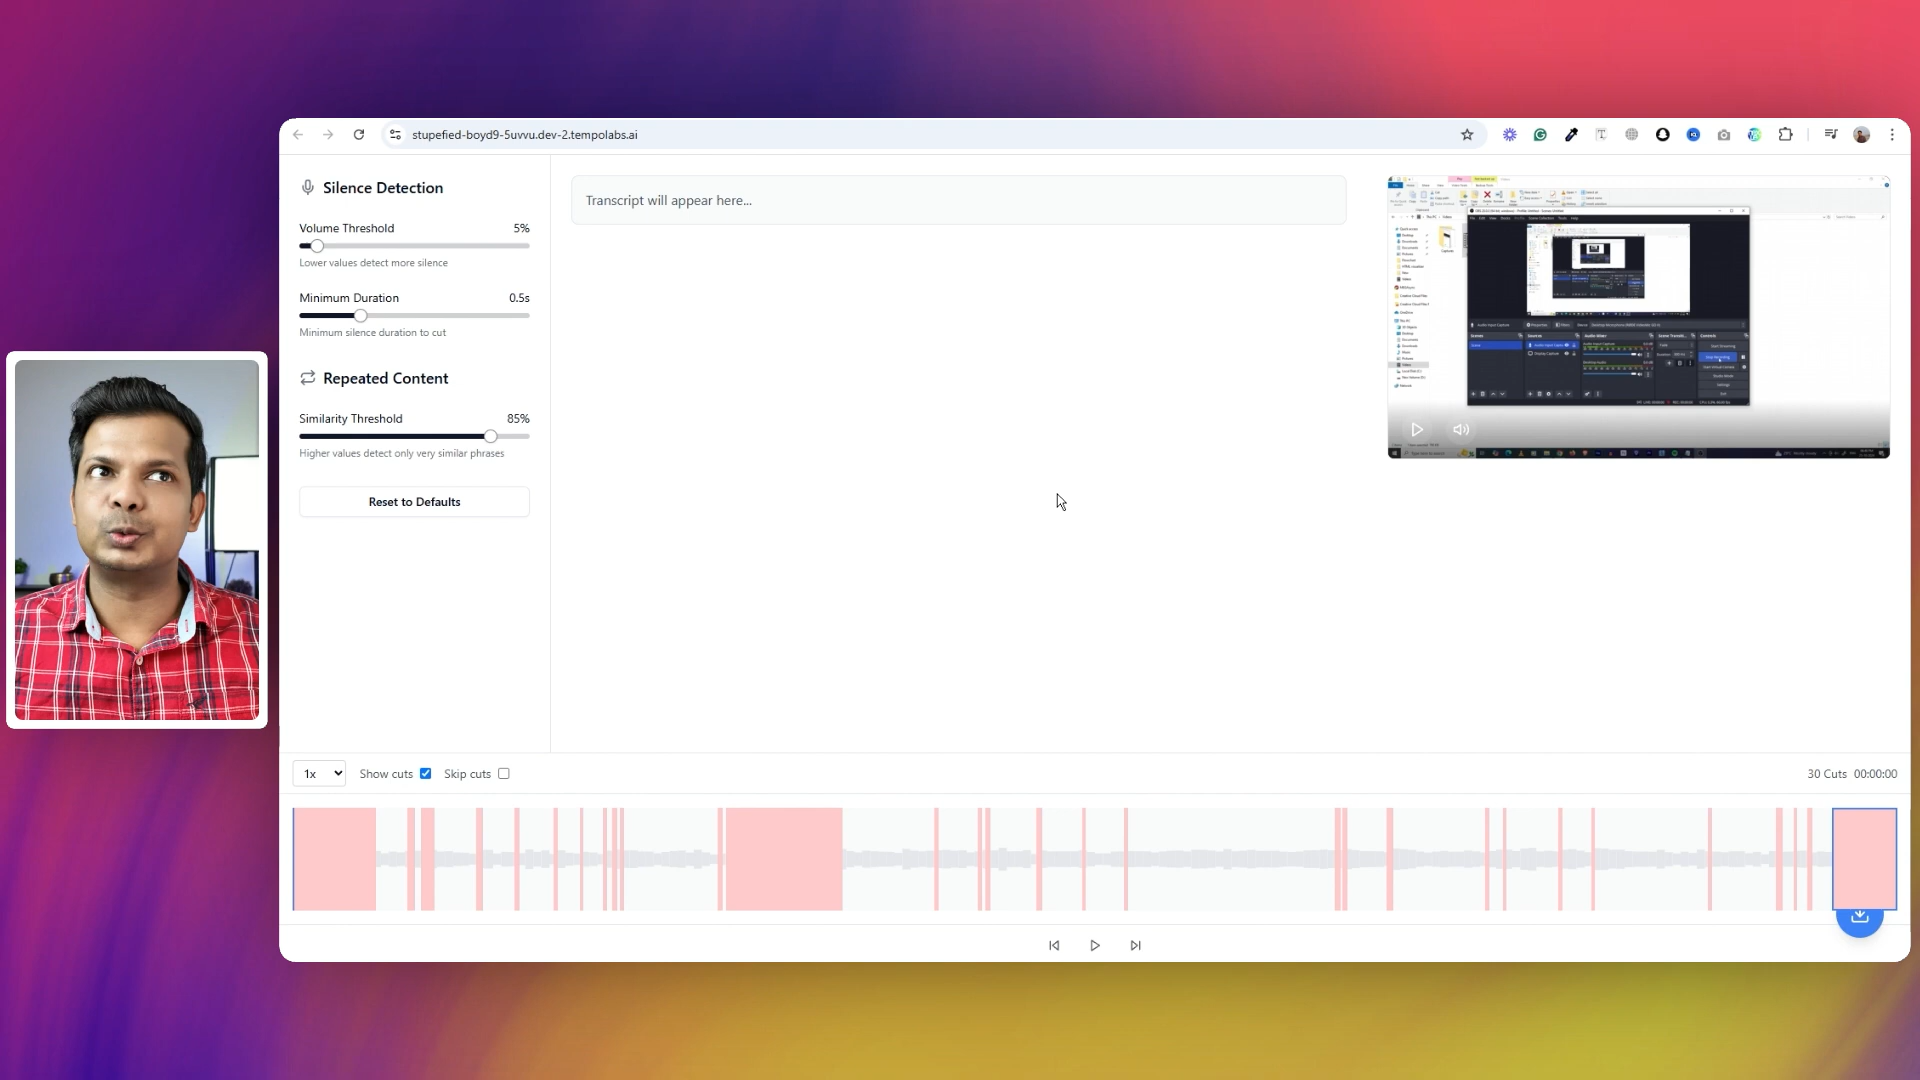 stupefied-boyd9-5uvvu.dev-2.tempolabs.ai
Silence Detection
Volume Threshold 5%
Lower values detect more silence
Minimum Duration 0.5s
Minimum silence duration to cut
Repeated Content
Similarity Threshold 85%
Higher values detect only very similar phrases
Reset to Defaults
Transcript will appear here...
1x
Show cuts
Skip cuts
30 Cuts 00:00:00